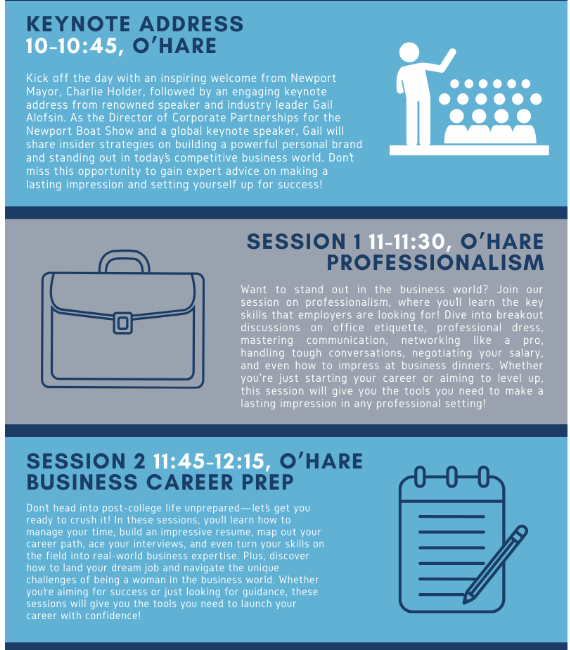 KEYNOTE ADDRESS
10-10:45, O'HARE
Kick off the day with an inspiring welcome from Newport
Mayor, Charlie Holder, followed by an engaging keynote
address from renowned speaker and industry leader Gail
Alofsin. As the Director of Corporate Partnerships for the
Newport Boat Show and a global keynote speaker, Gail will
share insider strategies on building a powerful personal brand
and standing out in today's competitive business world. Don't
miss this opportunity to gain expert advice on making a
lasting impression and setting yourself up for success!
SESSION 1 11-11:30, O'HARE
PROFESSIONALISM
Want to stand out in the business world? Join our
session on professionalism, where you'll learn the key
skills that employers are looking for! Dive into breakout
discussions on office etiquette, professional dress,
mastering communication, networking like a pro,
handling tough conversations, negotiating your salary,
and even how to impress at business dinners. Whether
you're just starting your career or aiming to level up,
this session will give you the tools you need to make a
lasting impression in any professional setting!
SESSION 2 11:45-12:15, O'HARE
BUSINESS CAREER PREP
Don't head into post-college life unprepared—let's get you
ready to crush it! In these sessions, you'll learn how to
manage your time, build an impressive resume, map out your
career path, ace your interviews, and even turn your skills on
the field into real-world business expertise. Plus, discover
how to land your dream job and navigate the unique
challenges of being a woman in the business world. Whether
you're aiming for success or just looking for guidance, these
sessions will give you the tools you need to launch your
career with confidence!